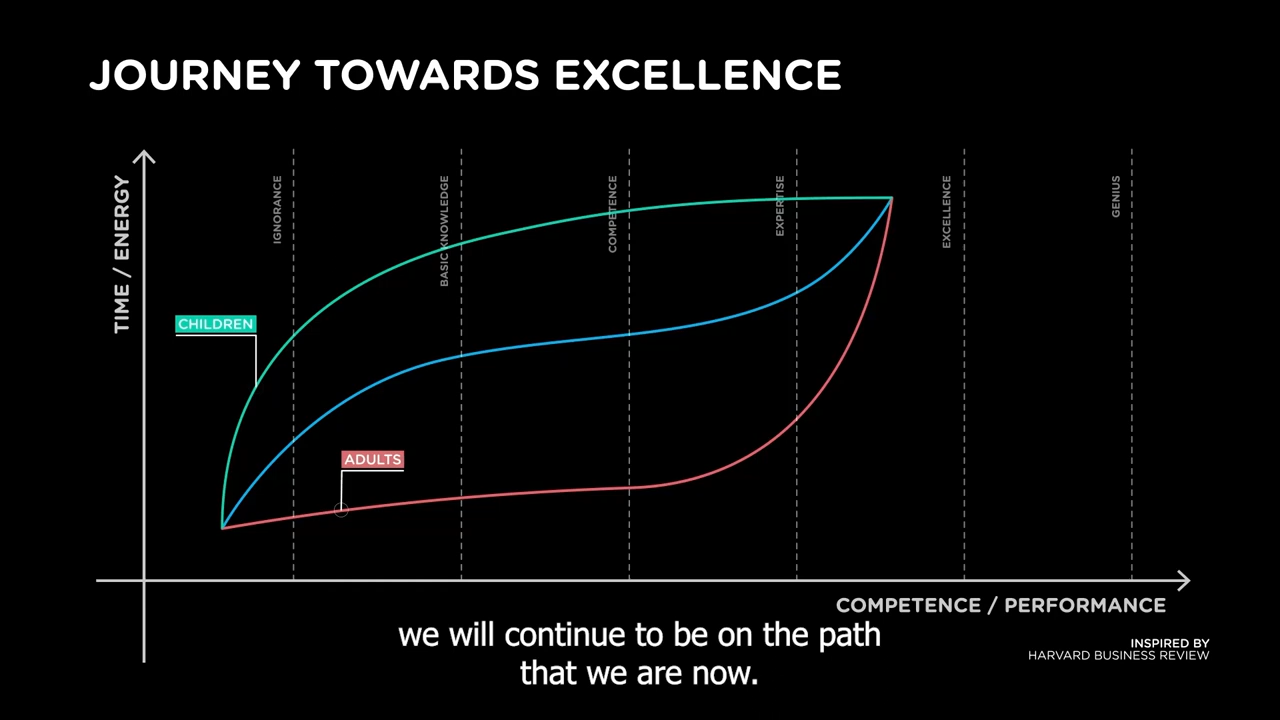 JOURNEY TOWARDS EXCELLENCE
TIME / ENERGY
IGNORANCE
BASIC KNOWLEDGE
COMPETENCE
EXPERTISE
EXCELLENCE
GENIUS
CHILDREN
ADULTS
COMPETENCE / PERFORMANCE
we will continue to be on the path
that we are now.
INSPIRED BY
HARVARD BUSINESS REVIEW